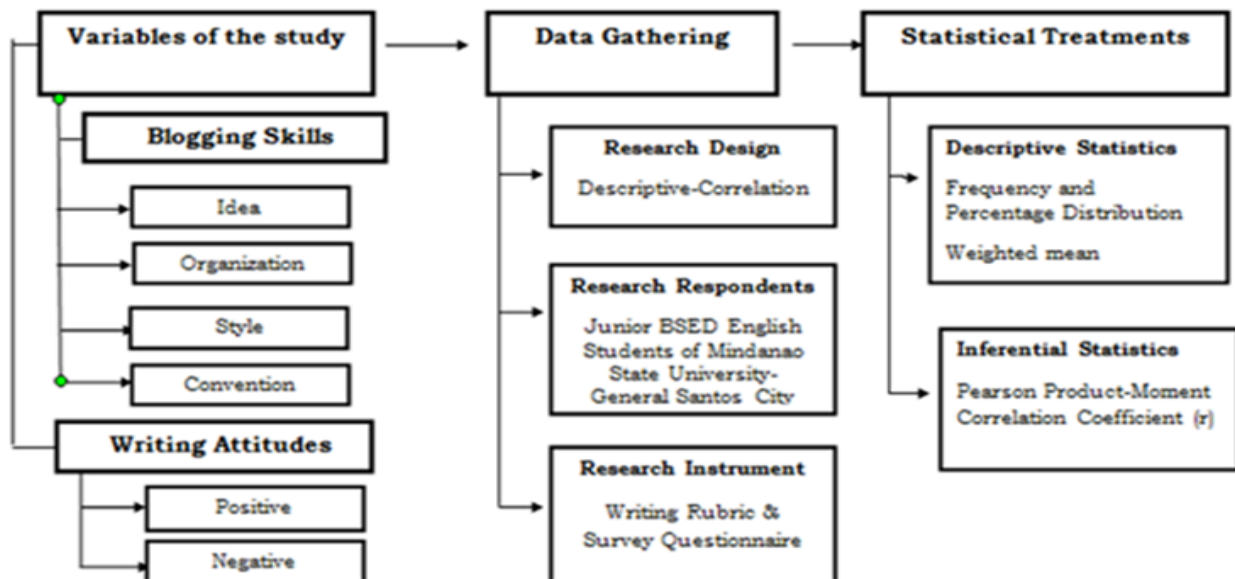 Variables of the study
Blogging Skills
Idea
Organization
Style
Convention
Writing Attitudes
Positive
Negative
Data Gathering
Research Design
Descriptive-Correlation
Research Respondents
Junior BSED English
Students of Mindanao
State University-
General Santos City
Research Instrument
Writing Rubric &
Survey Questionnaire
Statistical Treatments
Descriptive Statistics
Frequency and
Percentage Distribution
Weighted mean
Inferential Statistics
Pearson Product-Moment
Correlation Coefficient (r)